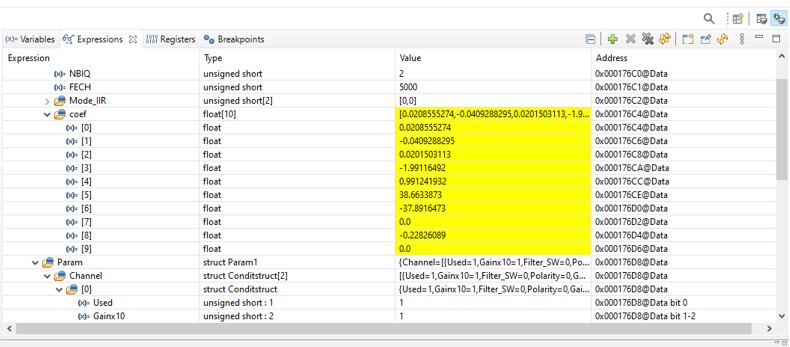 Variables Expressions Registers Breakpoints
Expression Type Value Address
NBIQ unsigned short 2 0x000176C0@Data
FECH unsigned short 5000 0x000176C1@Data
Mode_IIR unsigned short[2] [0,0] 0x000176C2@Data
coef float[10] [0.0208555274,-0.0409288295,0.0201503113,-1.9... 0x000176C4@Data
[0] float 0.0208555274 0x000176C4@Data
[1] float -0.0409288295 0x000176C6@Data
[2] float 0.0201503113 0x000176C8@Data
[3] float -1.99116492 0x000176CA@Data
[4] float 0.991241932 0x000176CC@Data
[5] float 38.6633873 0x000176CE@Data
[6] float -37.8916473 0x000176D0@Data
[7] float 0.0 0x000176D2@Data
[8] float -0.22826089 0x000176D4@Data
[9] float 0.0 0x000176D6@Data
Param struct Param1 {Channel=[{Used=1,Gainx10=1,Filter_SW=0,Po... 0x000176D8@Data
Channel struct Conditstruct[2] [{Used=1,Gainx10=1,Filter_SW=0,Polarity=0,G... 0x000176D8@Data
[0] struct Conditstruct {Used=1,Gainx10=1,Filter_SW=0,Polarity=0,Gai... 0x000176D8@Data
Used unsigned short : 1 1 0x000176D8@Data bit 0
Gainx10 unsigned short : 2 1 0x000176D8@Data bit 1-2